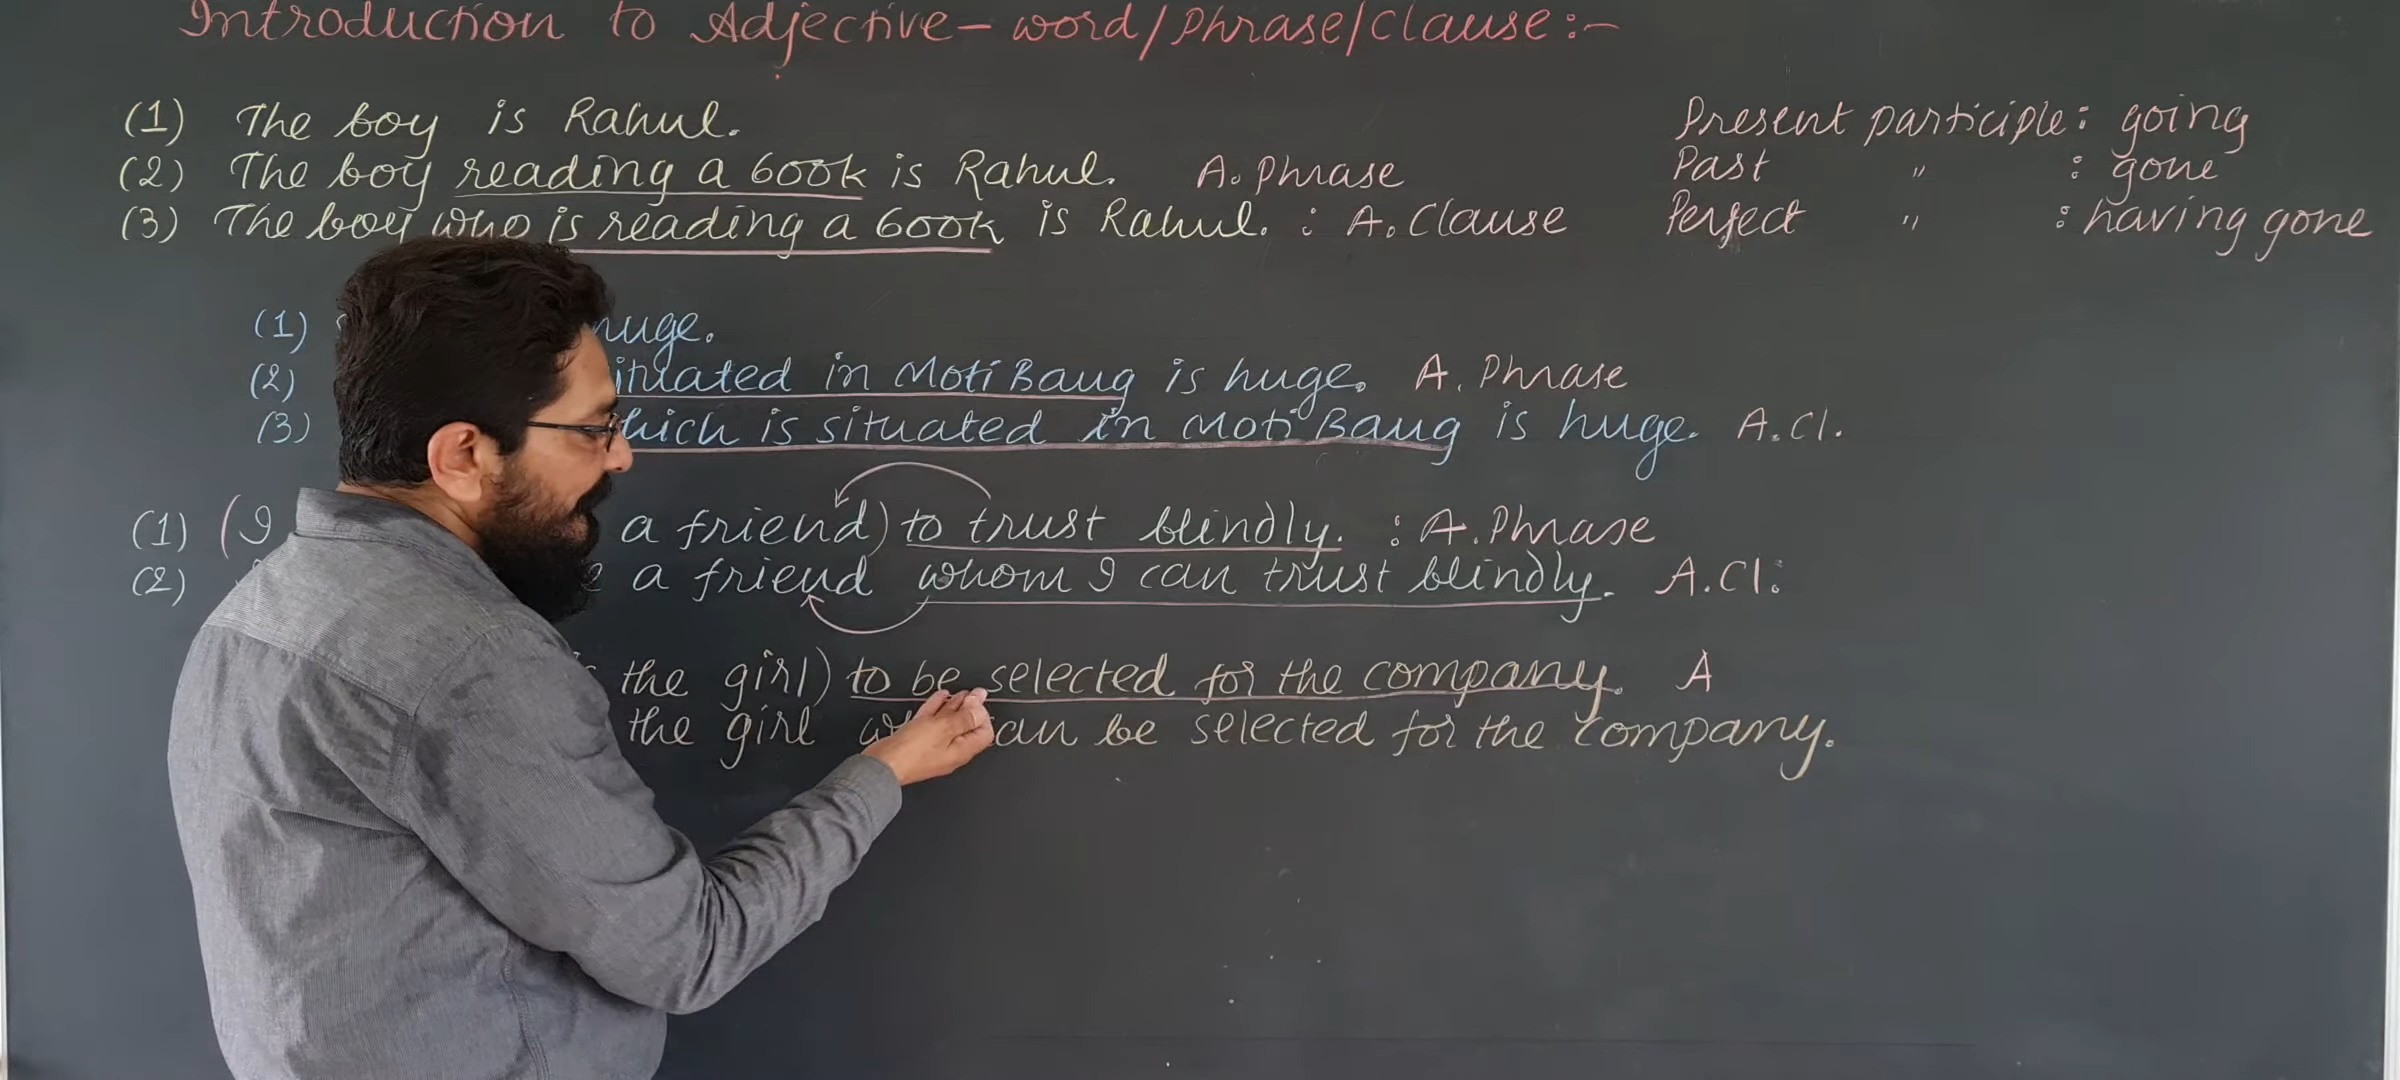 Introduction to Adjective - word/Phrase/clause :-
(1) The boy is Rahul.
(2) The boy reading a book is Rahul. A. Phrase
(3) The boy who is reading a book is Rahul. : A. Clause
Present participle : going
Past " : gone
Perfect " : having gone
(1) huge.
(2) situated in Moti Baug is huge. A. Phrase
(3) which is situated in Moti Baug is huge. A.Cl.
(1) (I a friend) to trust blindly. : A. Phrase
(2) a friend whom I can trust blindly. A.Cl:
the girl) to be selected for the company. A
the girl can be selected for the company.